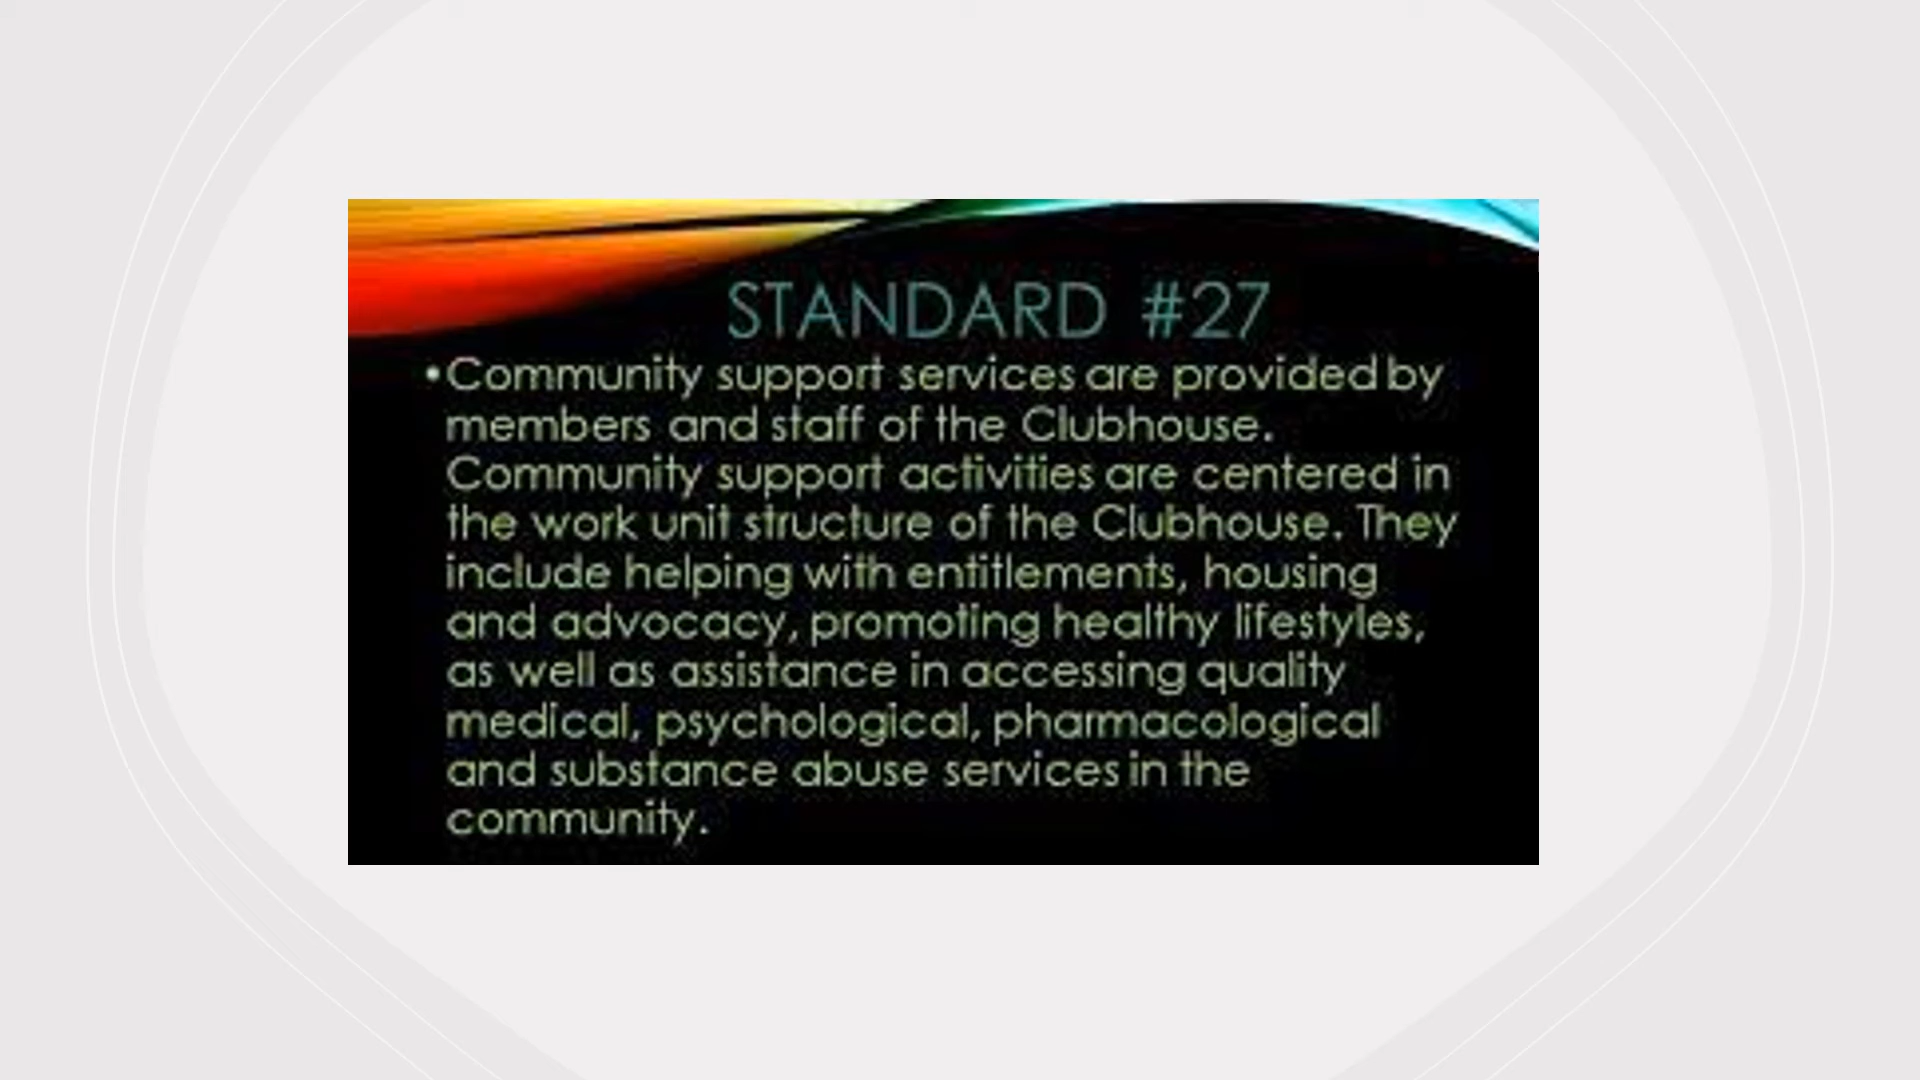 STANDARD #27
•Community support services are provided by
members and staff of the Clubhouse.
Community support activities are centered in
the work unit structure of the Clubhouse. They
include helping with entitlements, housing
and advocacy, promoting healthy lifestyles,
as well as assistance in accessing quality
medical, psychological, pharmacological
and substance abuse services in the
community.